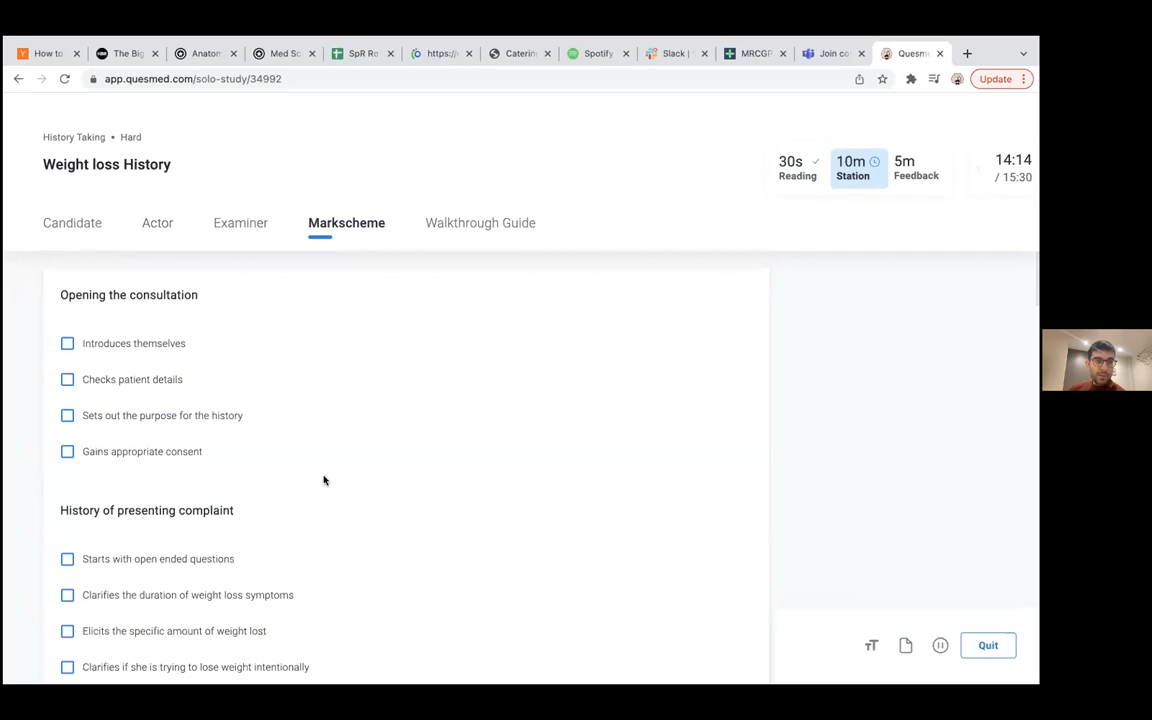 How to
The Big
Anatom
Med Sc
SpR Ro
https://
Caterin
Spotify
Slack |
MRCGP
Join co
Quesme
app.quesmed.com/solo-study/34992
Update
History Taking • Hard
Weight loss History
30s
Reading
10m
Station
5m
Feedback
14:14
/ 15:30
Candidate
Actor
Examiner
Markscheme
Walkthrough Guide
Opening the consultation
Introduces themselves
Checks patient details
Sets out the purpose for the history
Gains appropriate consent
History of presenting complaint
Starts with open ended questions
Clarifies the duration of weight loss symptoms
Elicits the specific amount of weight lost
Clarifies if she is trying to lose weight intentionally
TT
Quit